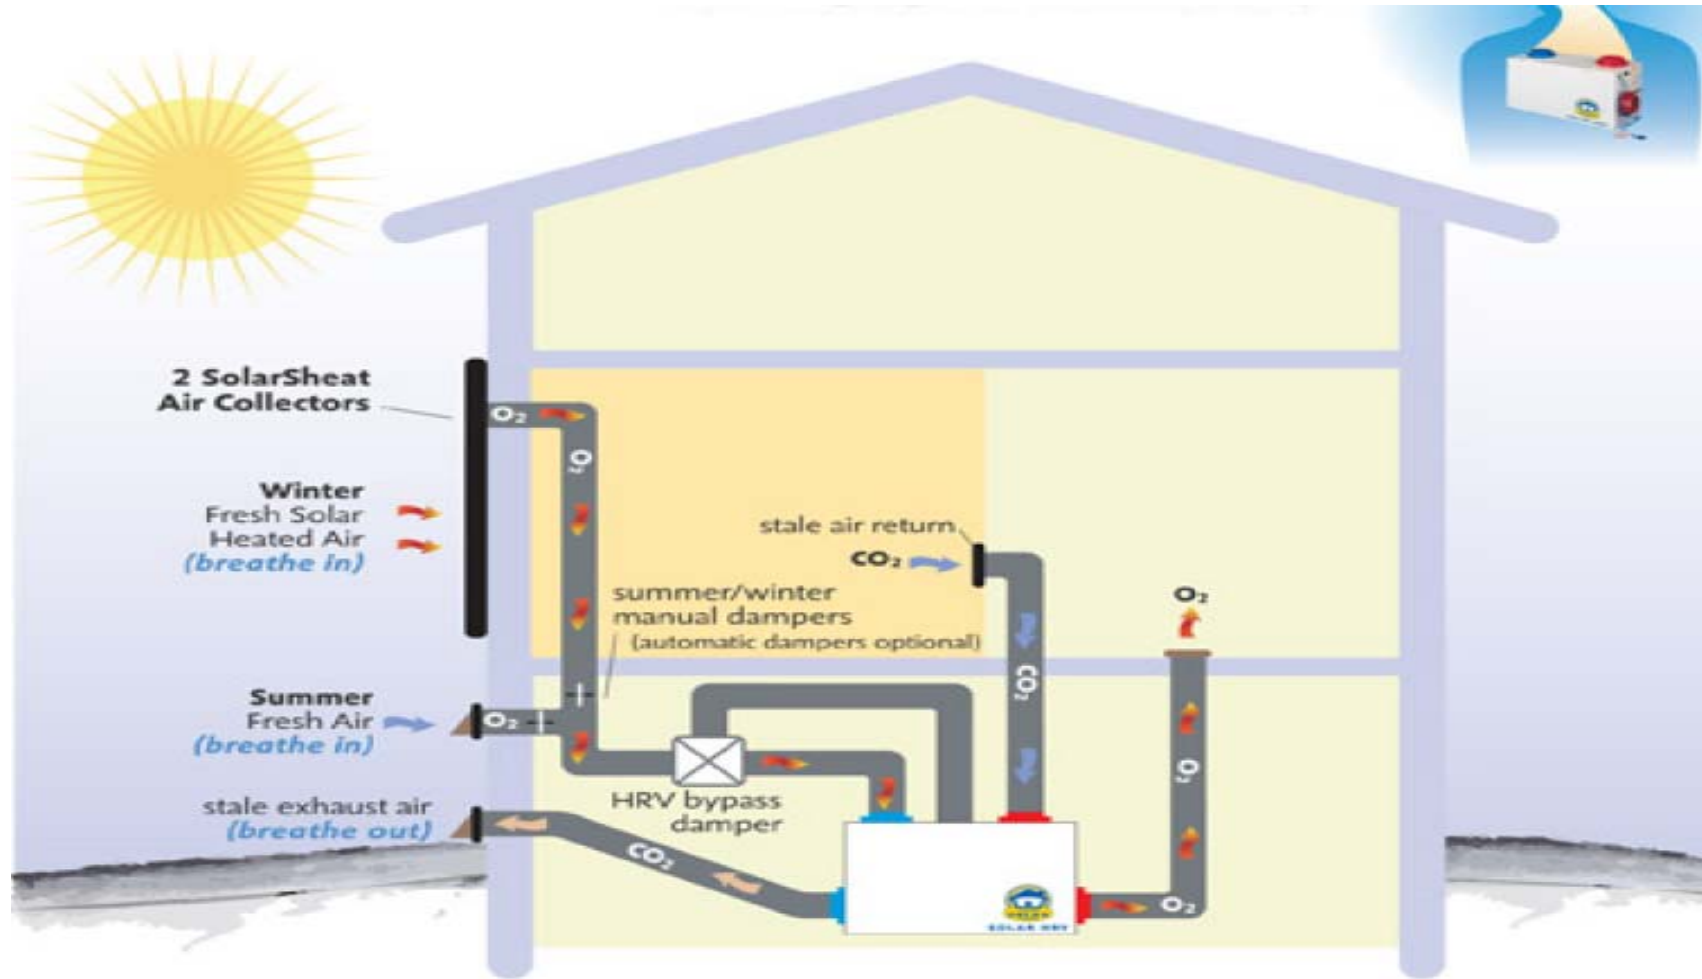 2 SolarSheat
Air Collectors
O₂
O₂
Winter
Fresh Solar
Heated Air
(breathe in)
stale air return
CO₂
summer/winter
manual dampers
(automatic dampers optional)
O₂
CO₂
Summer
Fresh Air
(breathe in)
O₂
O₂
HRV bypass
damper
stale exhaust air
(breathe out)
CO₂
O₂
SOLAR HRV